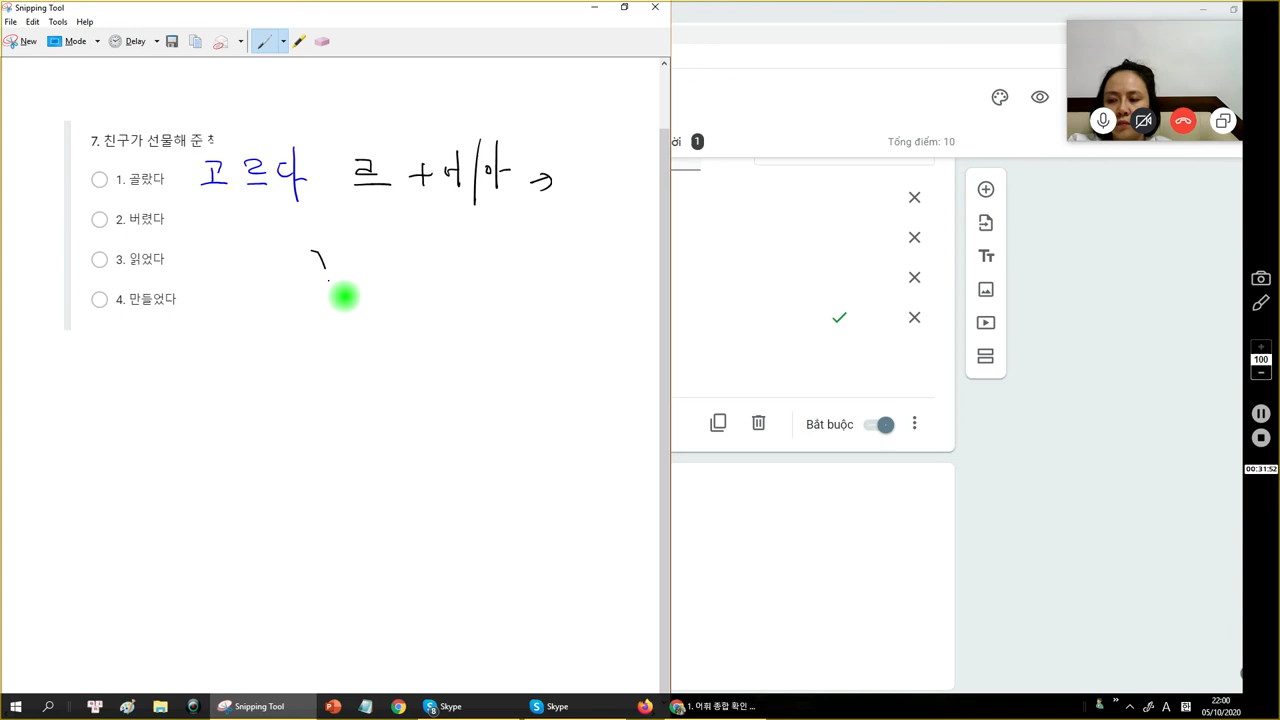 Snipping Tool
File Edit Tools Help
New Mode Delay
7. 친구가 선물해 준
고르다 르 + 어/아 →
1. 골랐다
2. 버렸다
3. 읽었다
4. 만들었다
ời 1 Tổng điểm: 10
Bắt buộc
100
00:31:52
Snipping Tool Skype Skype 1. 어휘 종합 확인 ... A 22:00
05/10/2020